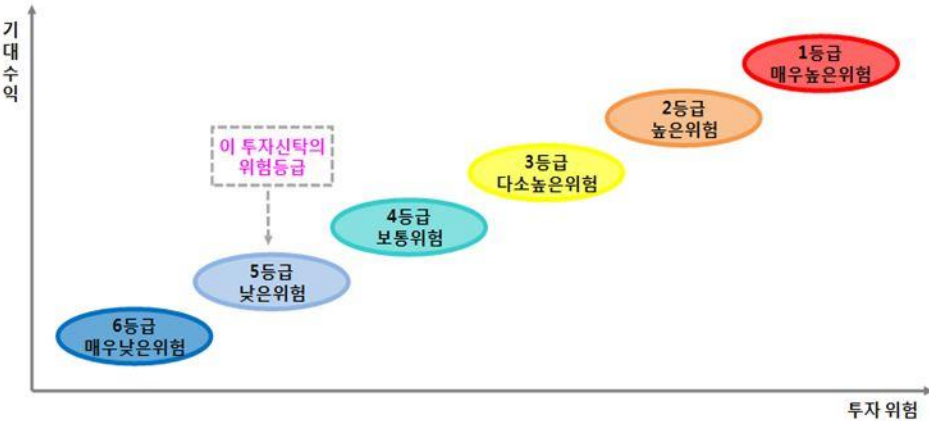 기
대
수
익
1등급
매우높은위험
2등급
높은위험
이 투자신탁의
위험등급
3등급
다소높은위험
4등급
보통위험
5등급
낮은위험
6등급
매우낮은위험
투자 위험